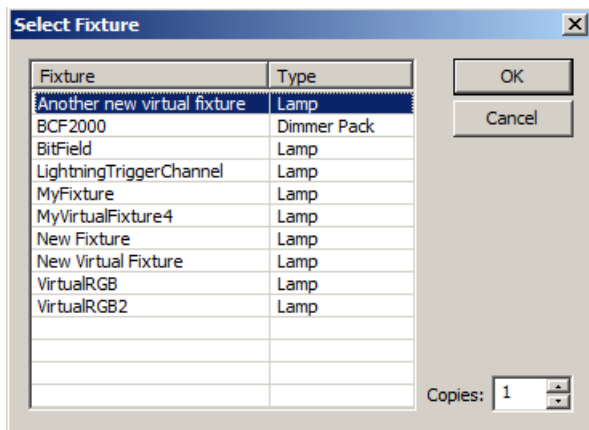 Select Fixture
Fixture Type
Another new virtual fixture Lamp
BCF2000 Dimmer Pack
BitField Lamp
LightningTriggerChannel Lamp
MyFixture Lamp
MyVirtualFixture4 Lamp
New Fixture Lamp
New Virtual Fixture Lamp
VirtualRGB Lamp
VirtualRGB2 Lamp
OK
Cancel
Copies: 1